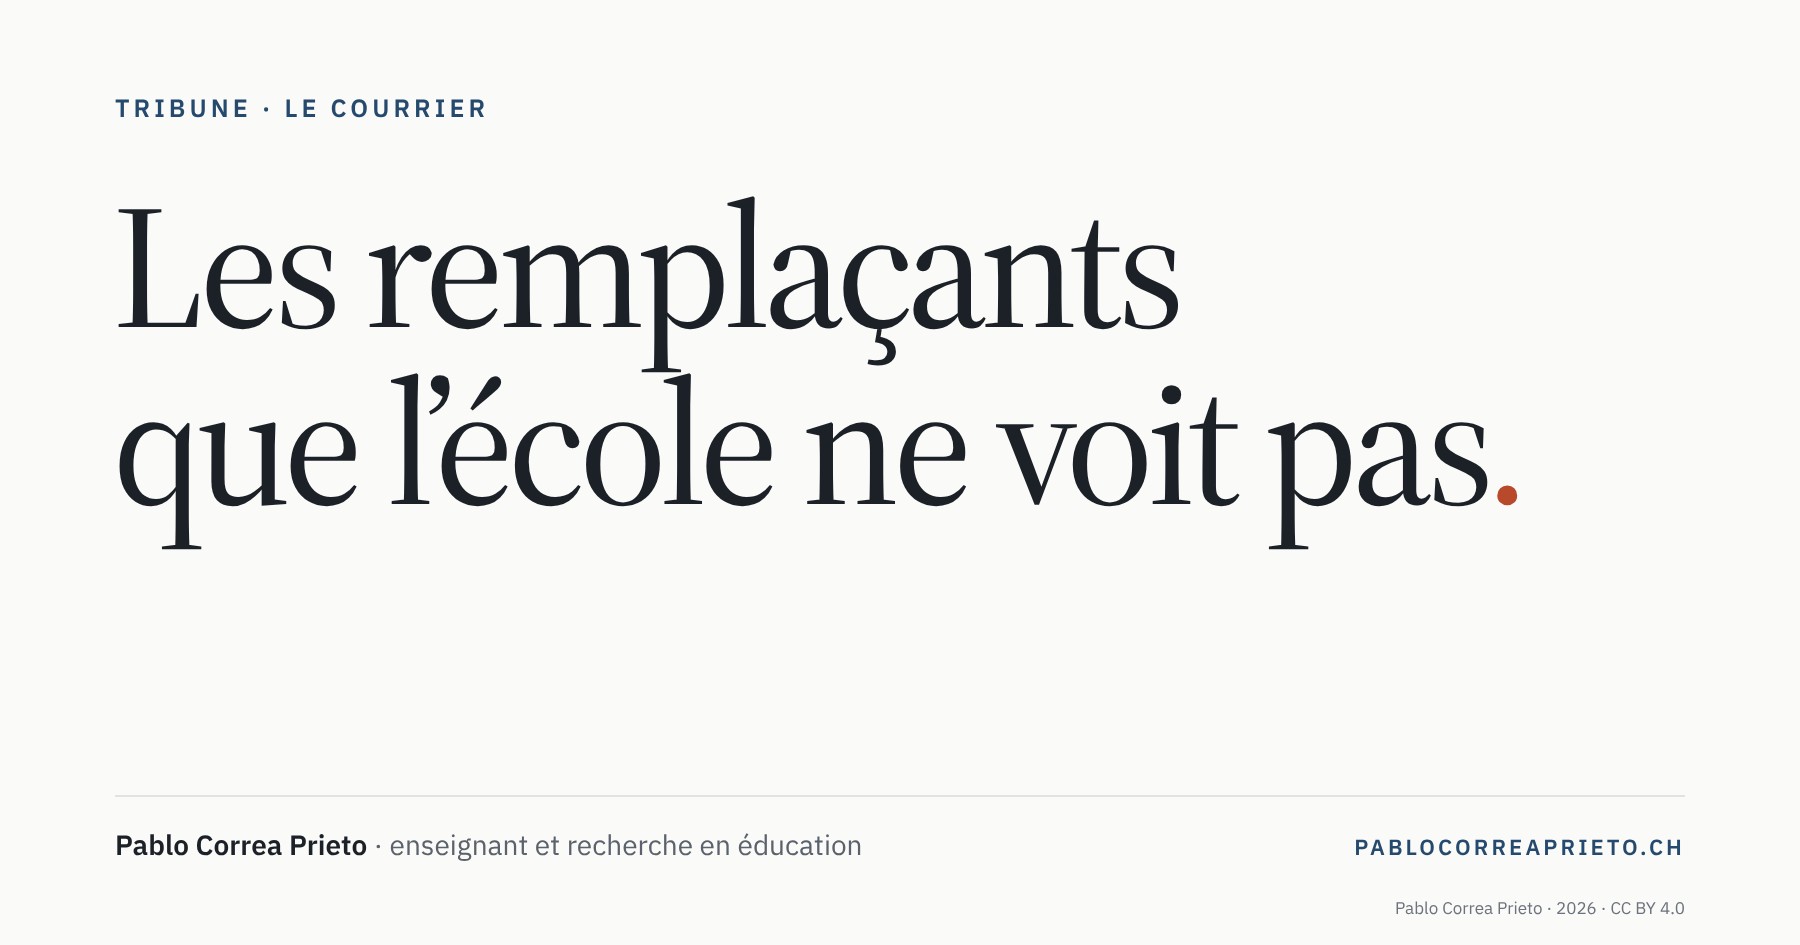 TRIBUNE · LE COURRIER
Les remplaçants
que l’école ne voit pas.
Pablo Correa Prieto · enseignant et recherche en éducation
PABLOCORREAPRIETO.CH
Pablo Correa Prieto · 2026 · CC BY 4.0